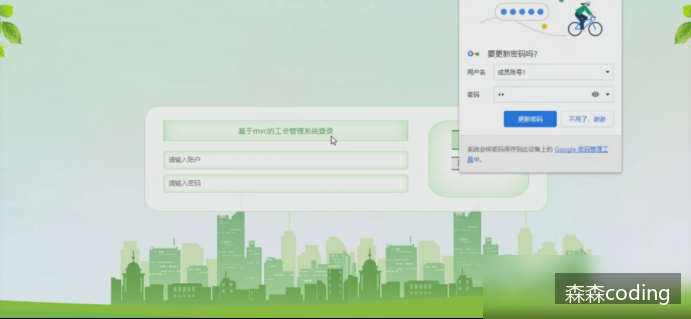 要更新密码吗?
用户名
成员账号1
密码
••
更新密码
不用了，谢谢
系统会将密码保存到此设备上的 Google 密码管理工
具中。
基于mvc的工业管理系统登录
请输入账户
请输入密码
森森coding